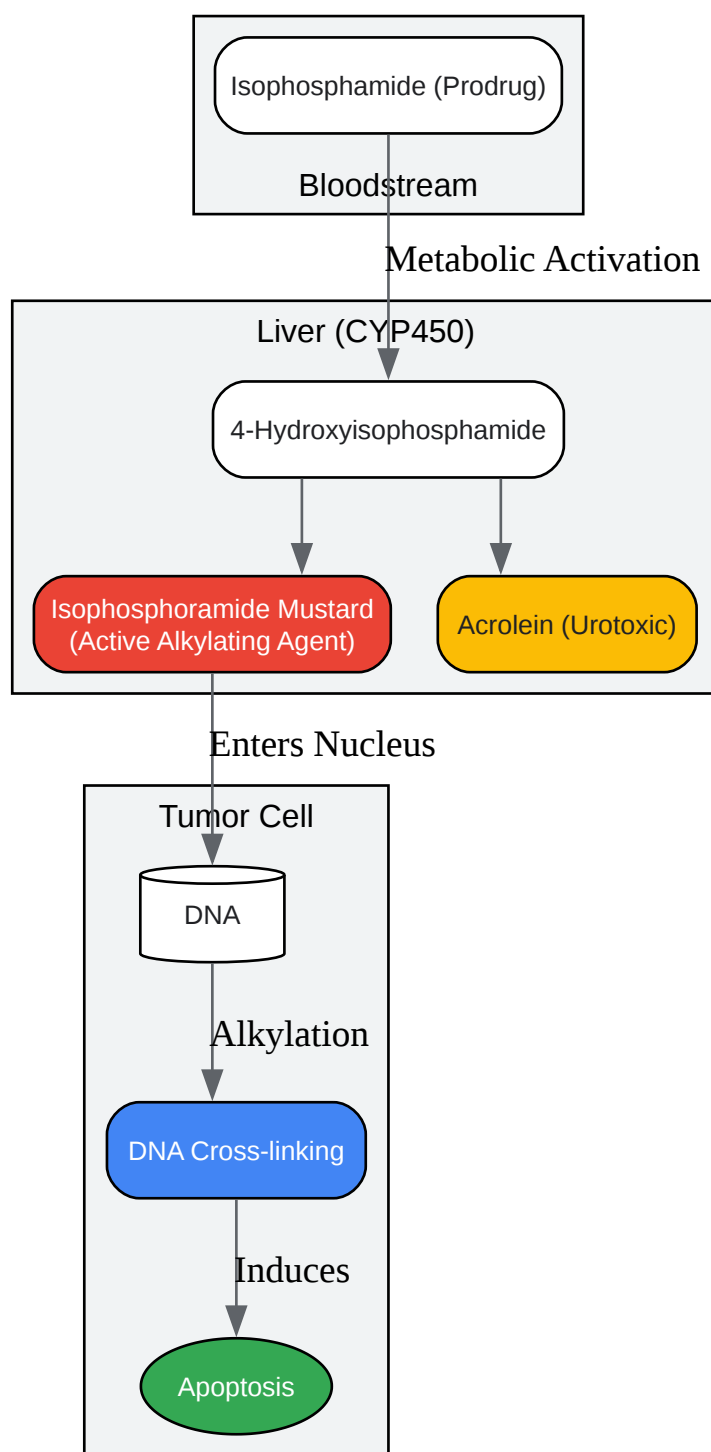 Isophosphamide (Prodrug)
Bloodstream
Metabolic Activation
Liver (CYP450)
4-Hydroxyisophosphamide
Isophosphoramide Mustard
(Active Alkylating Agent)
Acrolein (Urotoxic)
Enters Nucleus
Tumor Cell
DNA
Alkylation
DNA Cross-linking
Induces
Apoptosis